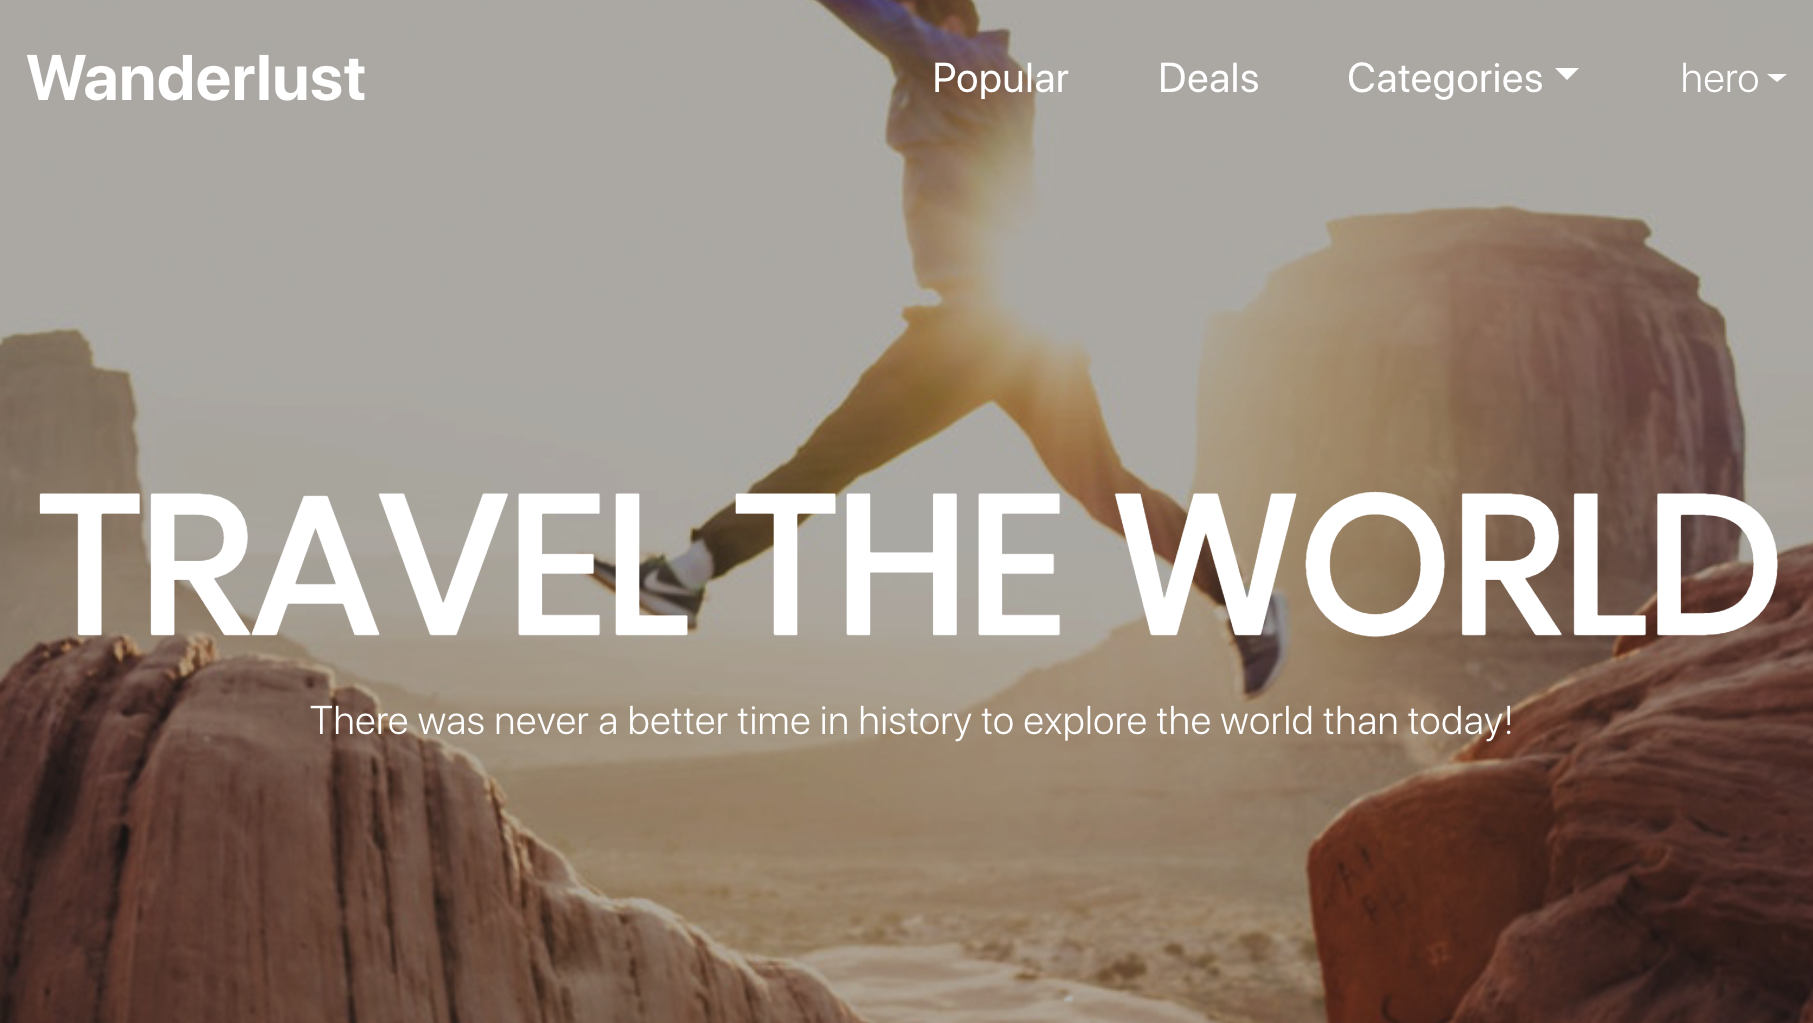 Wanderlust
Popular Deals Categories hero
TRAVEL THE WORLD
There was never a better time in history to explore the world than today!